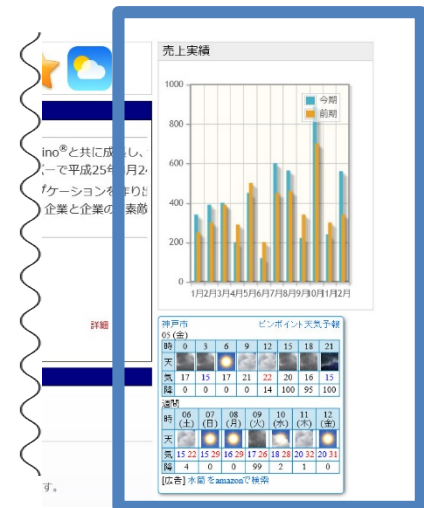 売上実績
1000
800
600
400
200
0
今期
前期
1月2月3月4月5月6月7月8月9月10月11月12月
ino®と共に成
し、
ーで平成25年
月2
ケーションを
作り
企業と企業の
素敵
詳細
す。
神戸市 ピンポイント天気予報
05 (金)
時 0 3 6 9 12 15 18 21
天
気 17 15 17 21 22 20 16 15
降 0 0 0 0 14 100 95 100
週間
時 06 07 08 09 10 11 12
(土) (日) (月) (火) (水) (木) (金)
天
気 15 22 15 29 16 29 17 26 18 28 20 32 20 31
降 4 0 0 99 2 1 0
[広告] 水筒 をamazonで検索